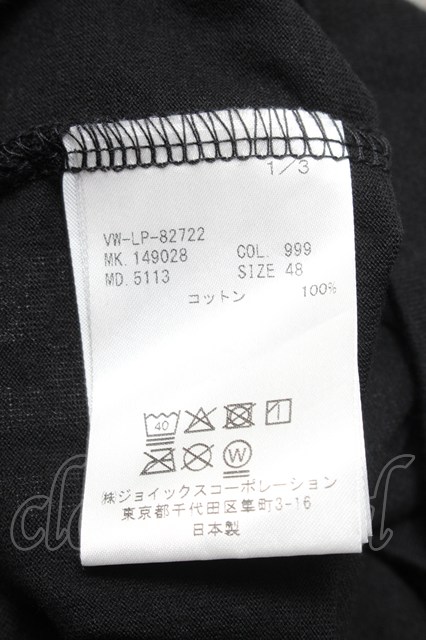 1/3
VW-LP-82722
MK. 149028 COL. 999
MD. 5113 SIZE 48
コットン 100%
40
W
㈱ジョイックスコーポレーション
東京都千代田区隼町3-16
日本製